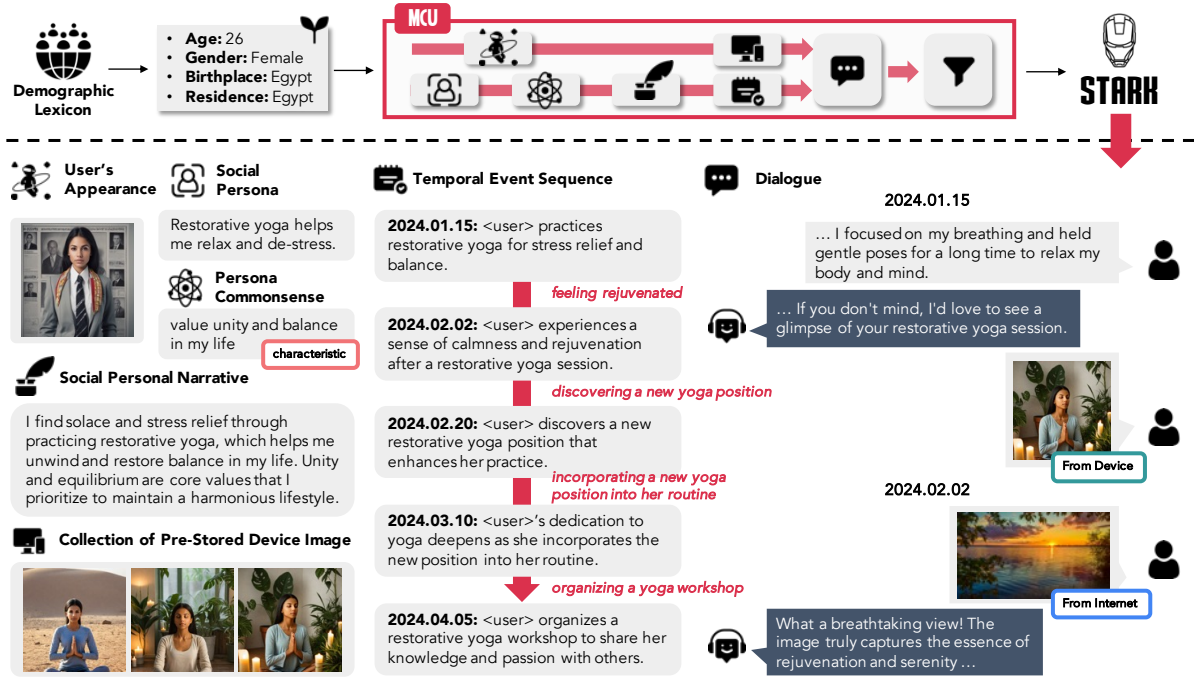 MCU
Demographic
Lexicon
• Age: 26
• Gender: Female
• Birthplace: Egypt
• Residence: Egypt
STARK
User's
Appearance
Social
Persona
Restorative yoga helps
me relax and de-stress.
Persona
Commonsense
value unity and balance
in my life
characteristic
Social Personal Narrative
I find solace and stress relief through
practicing restorative yoga, which helps me
unwind and restore balance in my life. Unity
and equilibrium are core values that I
prioritize to maintain a harmonious lifestyle.
Collection of Pre-Stored Device Image
Temporal Event Sequence
2024.01.15: <user> practices
restorative yoga for stress relief and
balance.
feeling rejuvenated
2024.02.02: <user> experiences a
sense of calmness and rejuvenation
after a restorative yoga session.
discovering a new yoga position
2024.02.20: <user> discovers a new
restorative yoga position that
enhances her practice.
incorporating a new yoga
position into her routine
2024.03.10: <user>'s dedication to
yoga deepens as she incorporates the
new position into her routine.
organizing a yoga workshop
2024.04.05: <user> organizes a
restorative yoga workshop to share her
knowledge and passion with others.
Dialogue
2024.01.15
... I focused on my breathing and held
gentle poses for a long time to relax my
body and mind.
... If you don't mind, I'd love to see a
glimpse of your restorative yoga session.
From Device
2024.02.02
From Internet
What a breathtaking view! The
image truly captures the essence of
rejuvenation and serenity ...